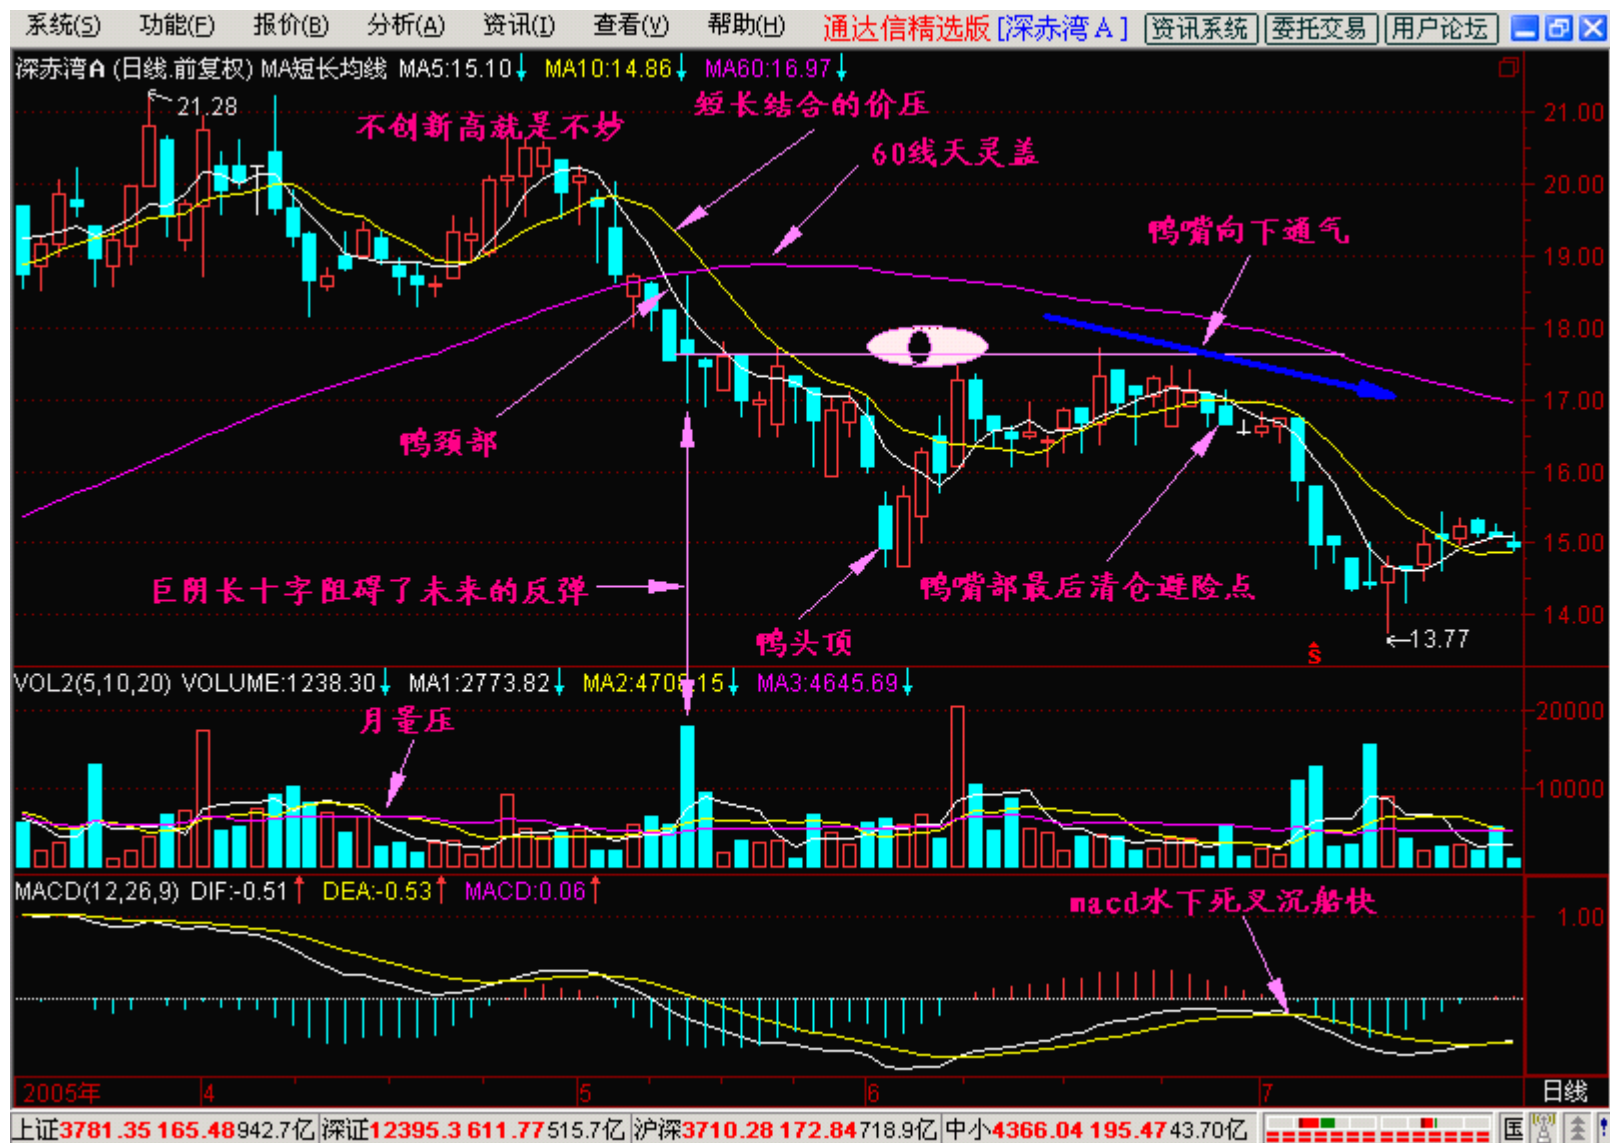 系统(S) 功能(F) 报价(B) 分析(A) 资讯(I) 查看(V) 帮助(H) 通达信精选版 [深赤湾A] 资讯系统 委托交易 用户论坛
深赤湾A (日线.前复权) MA短长均线 MA5:15.10↓ MA10:14.86↓ MA60:16.97↓
21.28
短长结合的价压
不创新高就是不妙
60线天灵盖
鸭嘴向下通气
鸭颈部
巨阴长十字阻碍了未来的反弹
鸭嘴部最后清仓避险点
鸭头顶
←13.77
S
21.00
20.00
19.00
18.00
17.00
16.00
15.00
14.00
VOL2(5,10,20) VOLUME:1238.30↓ MA1:2773.82↓ MA2:4706.15↓ MA3:4645.69↓
月量压
20000
10000
MACD(12,26,9) DIF:-0.51↑ DEA:-0.53↑ MACD:0.06↑
macd水下死叉沉船快
1.00
2005年 4 5 6 7 日线
上证3781.35 165.48 942.7亿 深证12395.3 611.77 515.7亿 沪深3710.28 172.84 718.9亿 中小4366.04 195.47 43.70亿